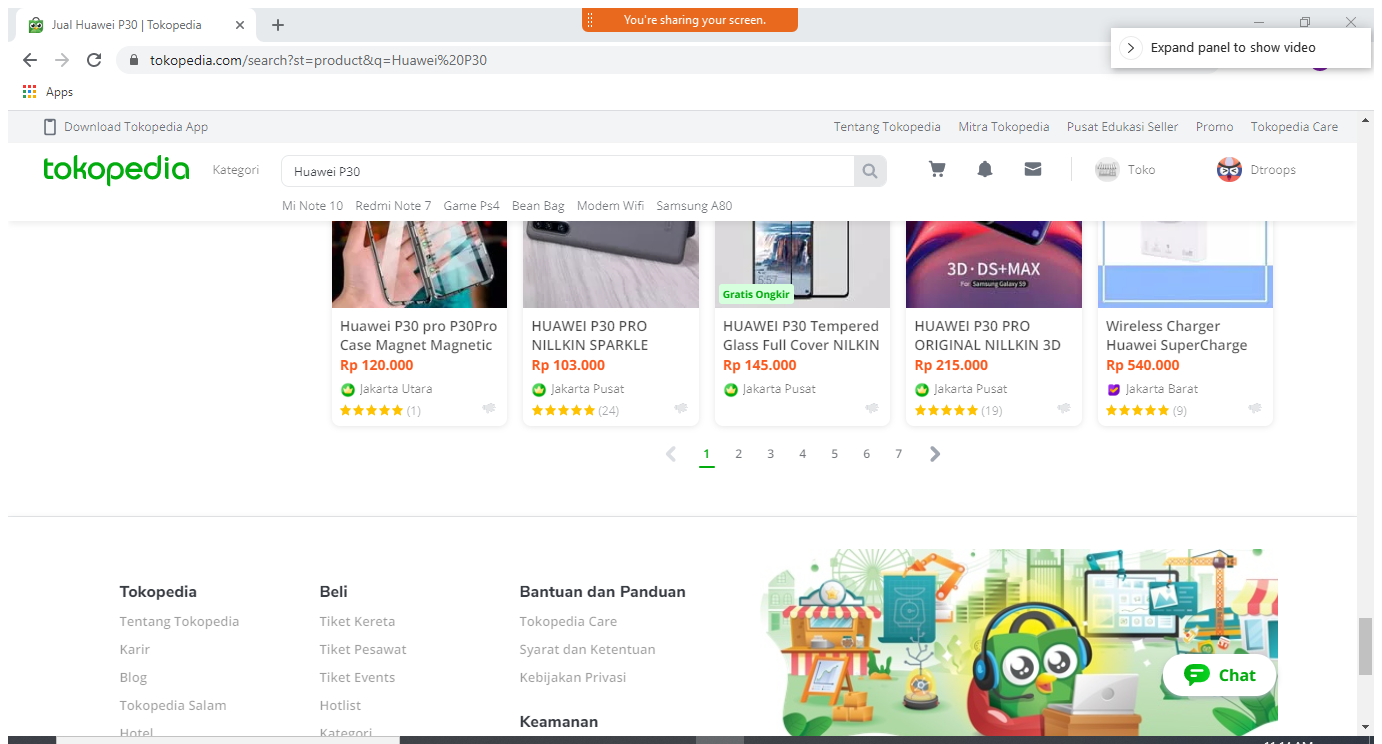 Jual Huawei P30 | Tokopedia
You're sharing your screen.
Expand panel to show video
tokopedia.com/search?st=product&q=Huawei%20P30
Apps
Download Tokopedia App
Tentang Tokopedia Mitra Tokopedia Pusat Edukasi Seller Promo Tokopedia Care
tokopedia Kategori Huawei P30 Toko Dtroops
Mi Note 10 Redmi Note 7 Game Ps4 Bean Bag Modem Wifi Samsung A80
5:57
Gratis Ongkir
3D·DS+MAX
For Samsung Galaxy S9
Huawei P30 pro P30Pro
Case Magnet Magnetic
Rp 120.000
Jakarta Utara
(1)
HUAWEI P30 PRO
NILLKIN SPARKLE
Rp 103.000
Jakarta Pusat
(24)
HUAWEI P30 Tempered
Glass Full Cover NILKIN
Rp 145.000
Jakarta Pusat
HUAWEI P30 PRO
ORIGINAL NILLKIN 3D
Rp 215.000
Jakarta Pusat
(19)
Wireless Charger
Huawei SuperCharge
Rp 540.000
Jakarta Barat
(9)
1 2 3 4 5 6 7
Tokopedia
Tentang Tokopedia
Karir
Blog
Tokopedia Salam
Hotel
Beli
Tiket Kereta
Tiket Pesawat
Tiket Events
Hotlist
Kategori
Bantuan dan Panduan
Tokopedia Care
Syarat dan Ketentuan
Kebijakan Privasi
Keamanan
Chat